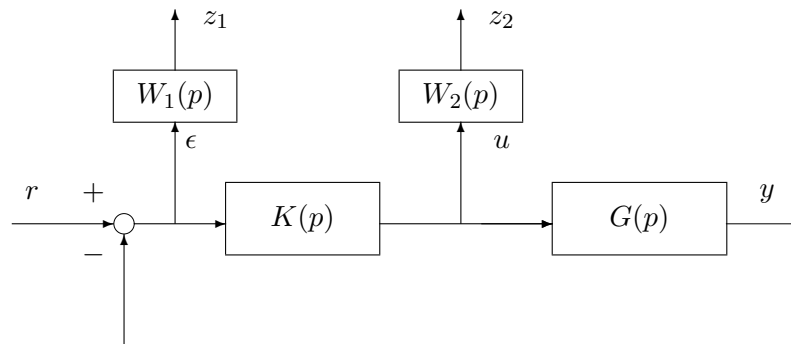 z₁ z₂
W₁(p) W₂(p)
ϵ u
r + y
K(p) G(p)
−